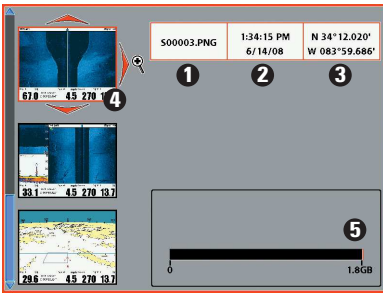 S00003.PNG
1:34:15 PM
6/14/08
N 34°12.020'
W 083°59.686'
1
2
3
4
67.0 4.5 270 13.7
33.1 4.5 270 13.7
29.6 4.5 270 13.7
5
0 1.8GB